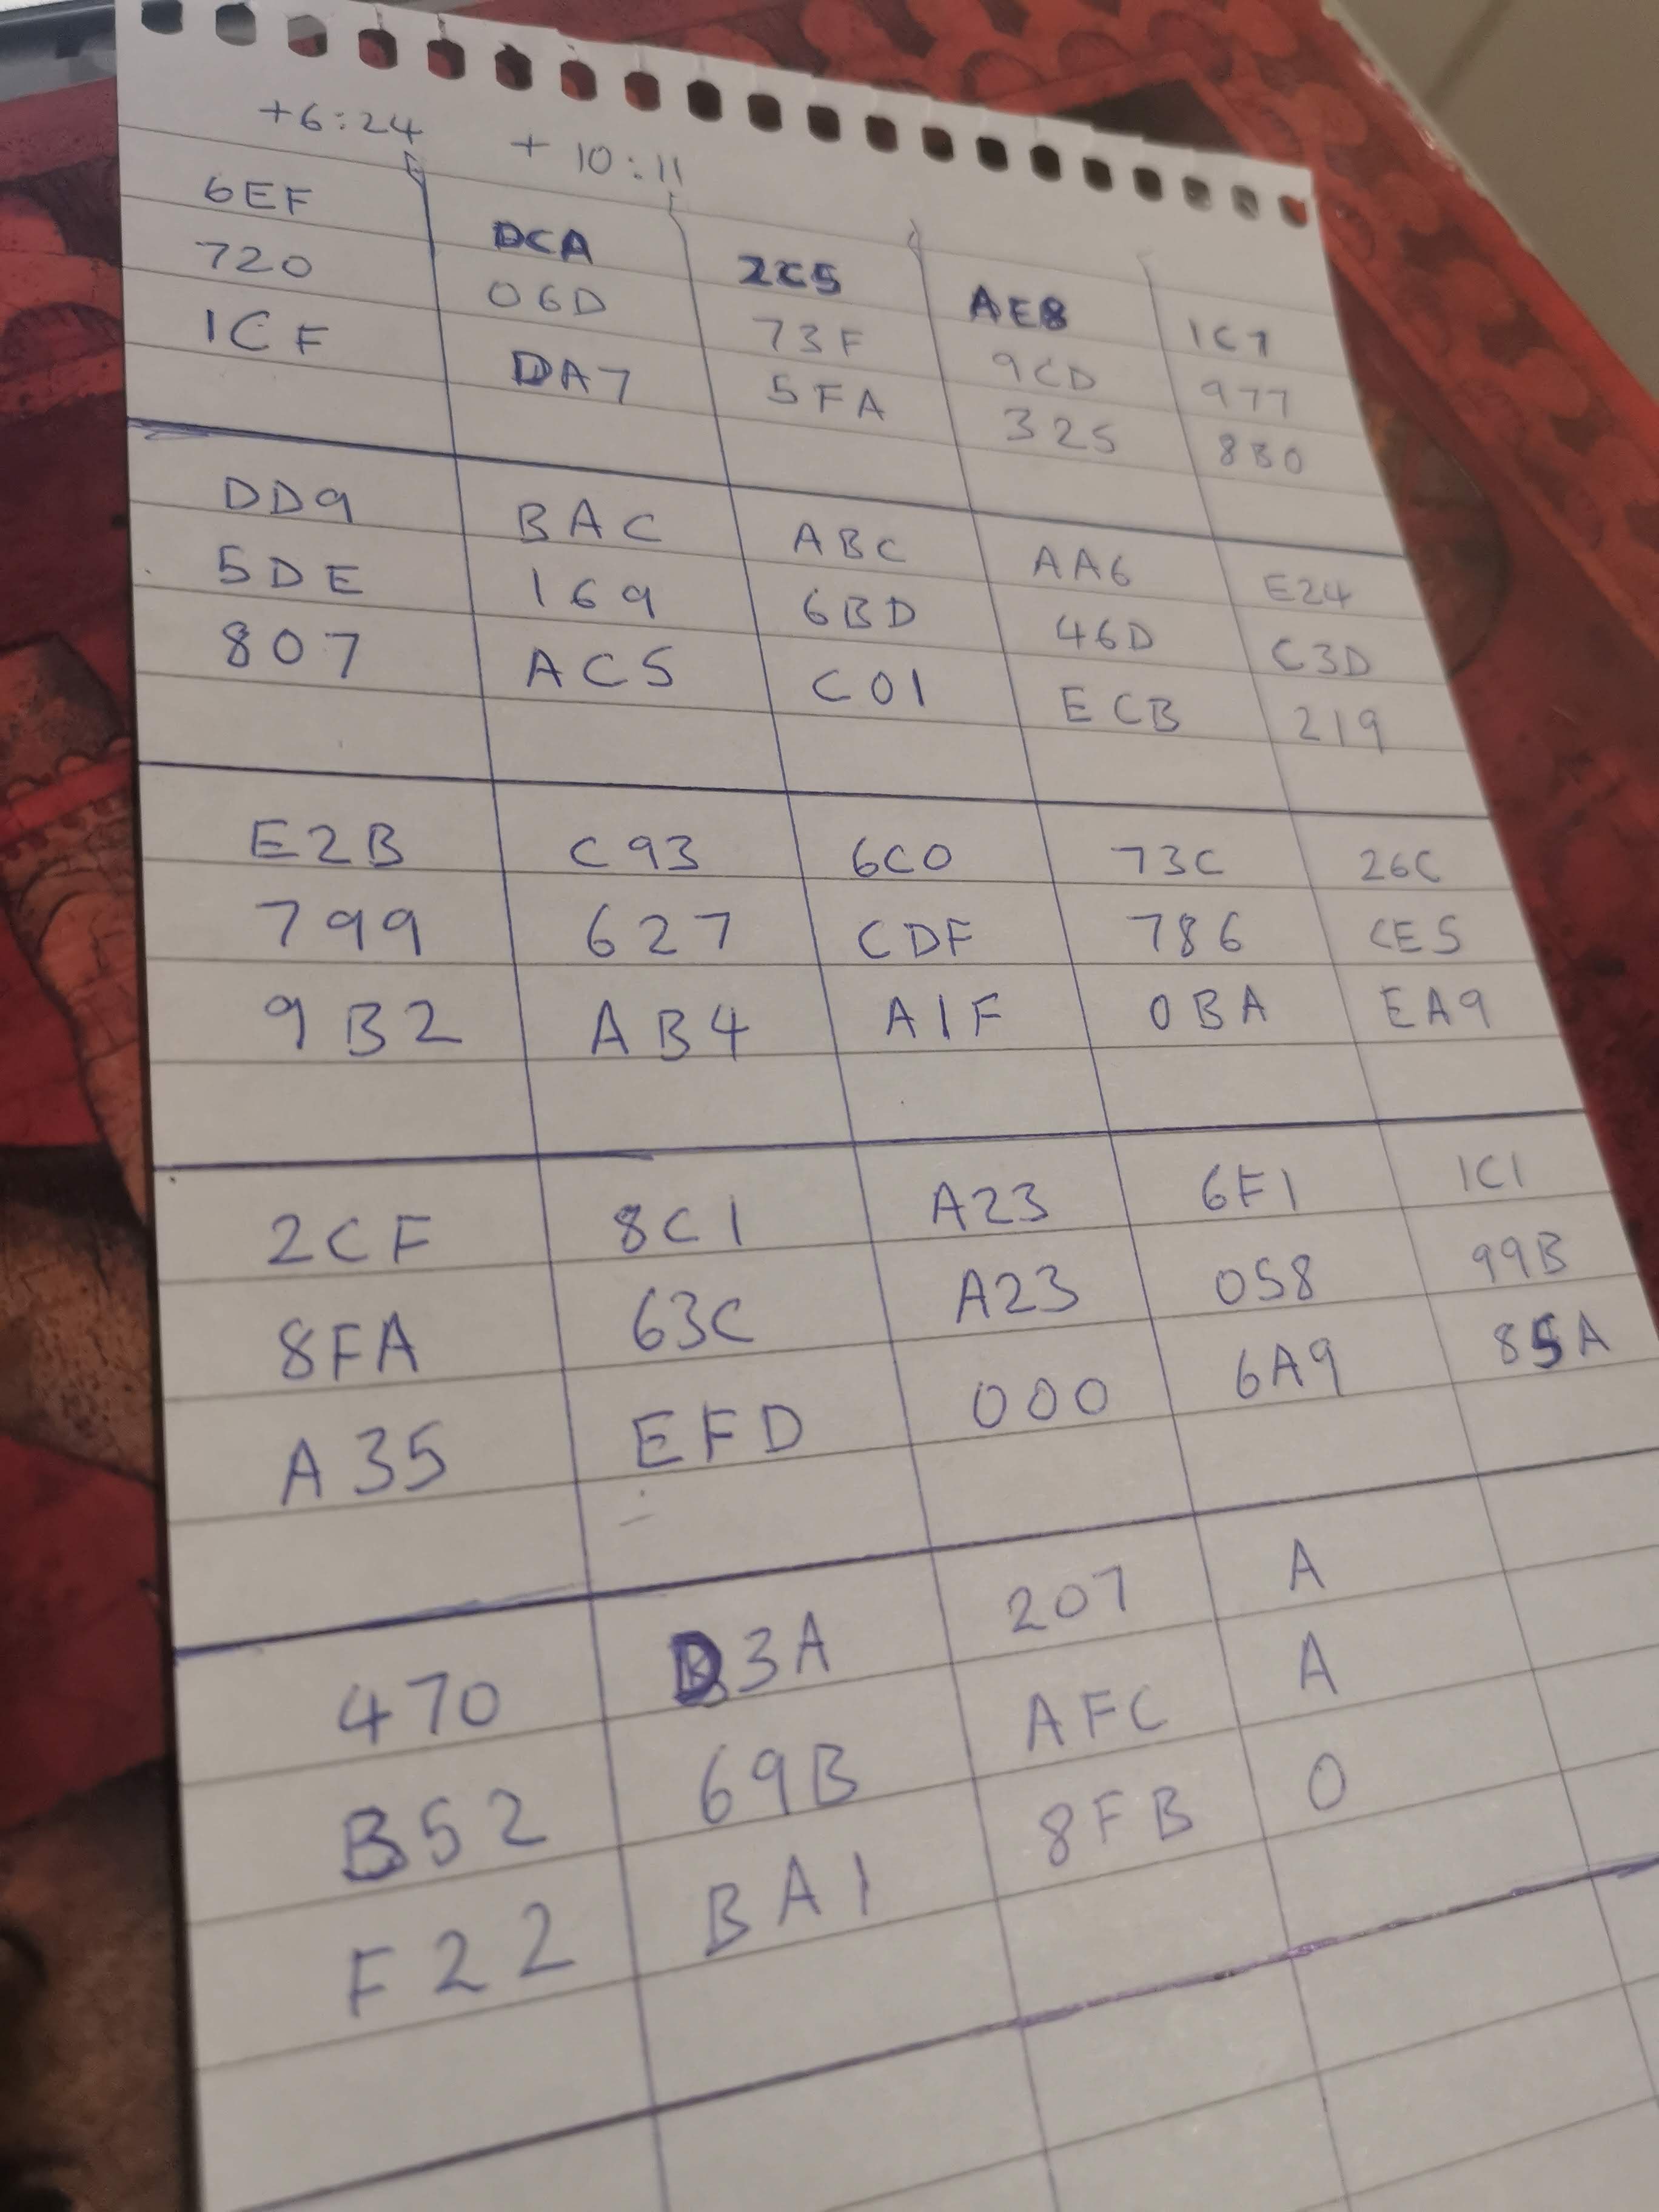 +6:24 +10:11
6EF DCA 2C5 AE8 1C7
720 06D 73F 9CD 977
1CF DA7 5FA 325 8B0
DD9 BAC ABC AA6 E24
5DE 169 6BD 46D C3D
807 AC5 C01 ECB 219
E2B C93 6C0 73C 26C
799 627 CDF 786 CE5
9B2 AB4 A1F 0BA EA9
2CF 8C1 A23 6F1 1C1
8FA 63C A23 058 99B
A35 EFD 000 6A9 85A
470 D3A 207 A
B52 69B AFC A
F22 BA1 8FB 0